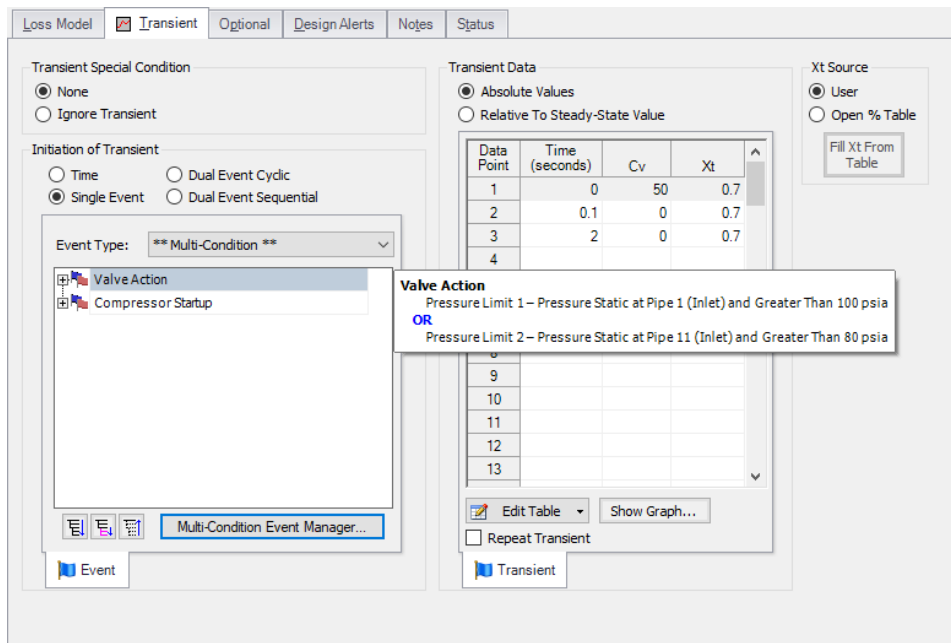 Loss Model Transient Optional Design Alerts Notes Status
Transient Special Condition
None
Ignore Transient
Initiation of Transient
Time Dual Event Cyclic
Single Event Dual Event Sequential
Event Type: ** Multi-Condition **
Valve Action
Compressor Startup
Multi-Condition Event Manager...
Event
Transient Data
Absolute Values
Relative To Steady-State Value
Data Point Time (seconds) Cv Xt
1 0 50 0.7
2 0.1 0 0.7
3 2 0 0.7
4
Valve Action
Pressure Limit 1 – Pressure Static at Pipe 1 (Inlet) and Greater Than 100 psia
OR
Pressure Limit 2 – Pressure Static at Pipe 11 (Inlet) and Greater Than 80 psia
9
10
11
12
13
Edit Table Show Graph...
Repeat Transient
Transient
Xt Source
User
Open % Table
Fill Xt From
Table